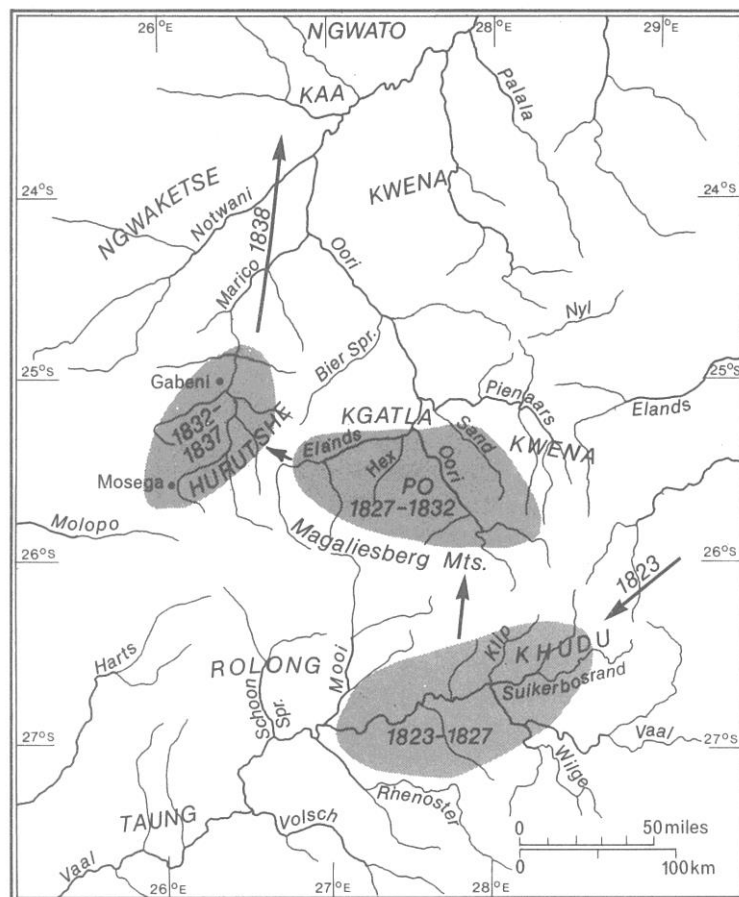 26°E
28°E
29°E
NGWATO
KAA
Palala
KWENA
24°S
24°S
NGWAKETSE
Notwani
1838
Marico
Oori
Nyl
Bier Spr.
25°S
25°S
Gabeni
Pienaars
Elands
KGATLA
1832–
1837
HURUTSHE
Elands
Sand
KWENA
Hex
Oori
Mosega
PO
1827–1832
Molopo
Magaliesberg Mts.
26°S
26°S
1823
Klip
KHUDU
Harts
ROLONG
Mooi
Schoon
Spr.
Suikerbosrand
1823–1827
27°S
27°S
Vaal
Wilge
Rhenoster
TAUNG
Volsch
0 50 miles
0 100 km
Vaal
26°E
27°E
28°E